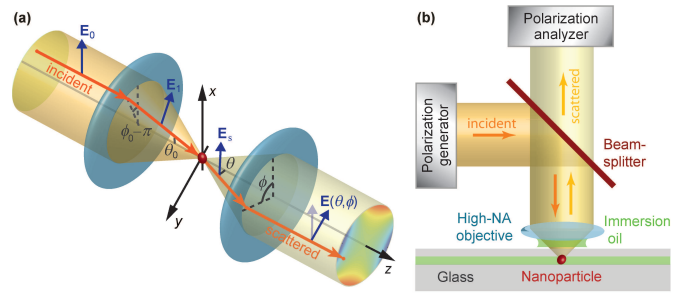 (a)
E₀
incident
E₁
ϕ₀–π
θ₀
x
y
Eₛ
θ
ϕ
E(θ,ϕ)
scattered
z
(b)
Polarization
analyzer
Polarization
generator
incident
scattered
Beam-
splitter
High-NA
objective
Immersion
oil
Glass
Nanoparticle